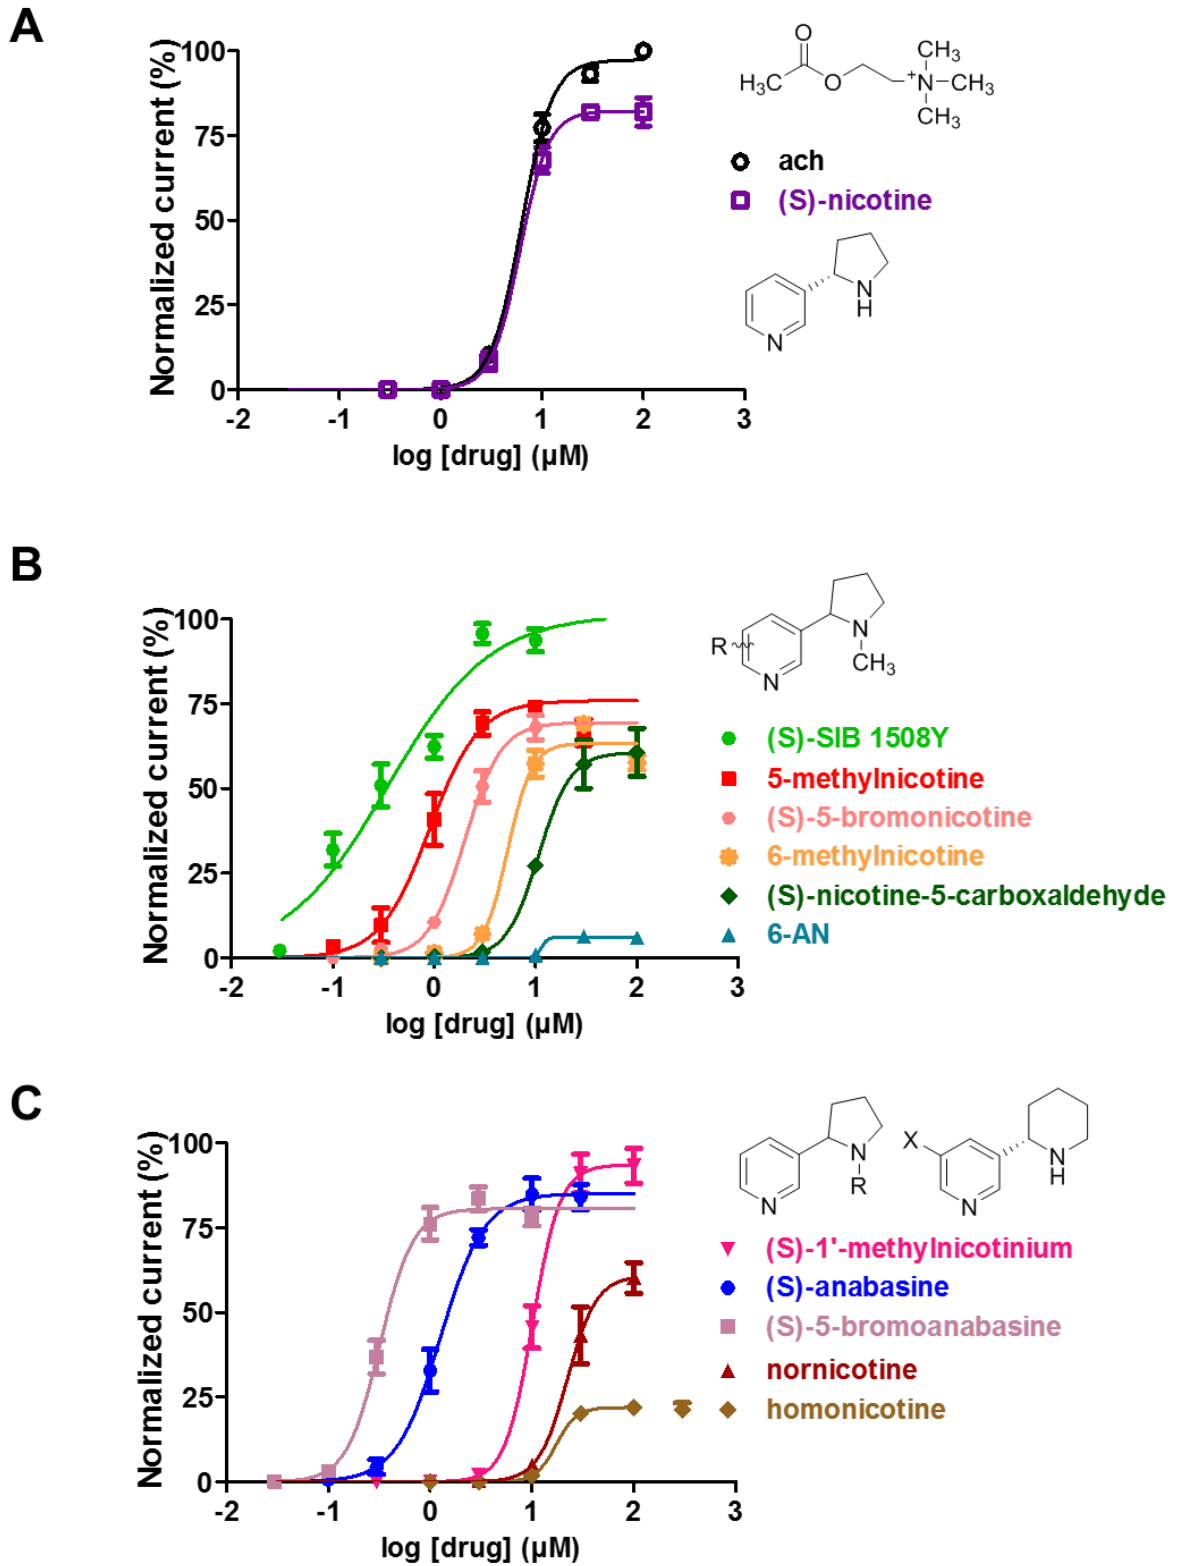 A
Normalized current (%)
100
75
50
25
0
-2 -1 0 1 2 3
log [drug] (µM)
O
H₃C
O
CH₃
⁺N
CH₃
CH₃
ach
(S)-nicotine
N
H
N
B
Normalized current (%)
100
75
50
25
0
-2 -1 0 1 2 3
log [drug] (µM)
R
N
N
CH₃
(S)-SIB 1508Y
5-methylnicotine
(S)-5-bromonicotine
6-methylnicotine
(S)-nicotine-5-carboxaldehyde
6-AN
C
Normalized current (%)
100
75
50
25
0
-2 -1 0 1 2 3
log [drug] (µM)
N
N
R
X
N
N
H
(S)-1'-methylnicotinium
(S)-anabasine
(S)-5-bromoanabasine
nornicotine
homonicotine